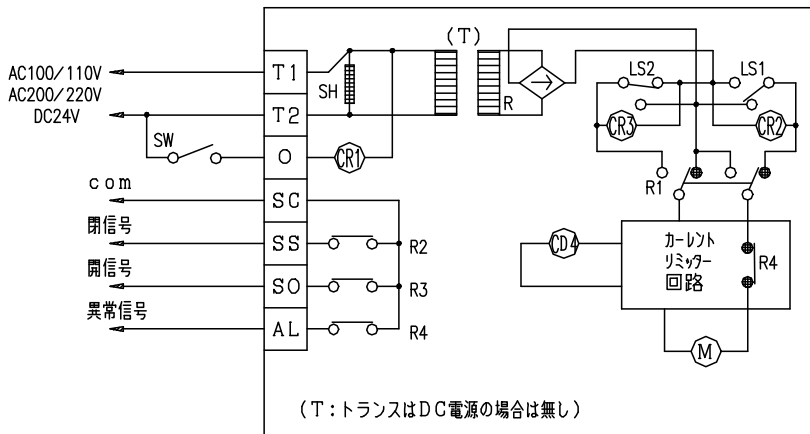 AC100/110V
AC200/220V
DC24V
SW
com
閉信号
開信号
異常信号
T1
T2
O
SC
SS
SO
AL
SH
CR1
R2
R3
R4
(T)
R
LS2
LS1
CR3
CR2
R1
CD4
カーレント
リミッター
回路
R4
M
(T:トランスはDC電源の場合は無し)